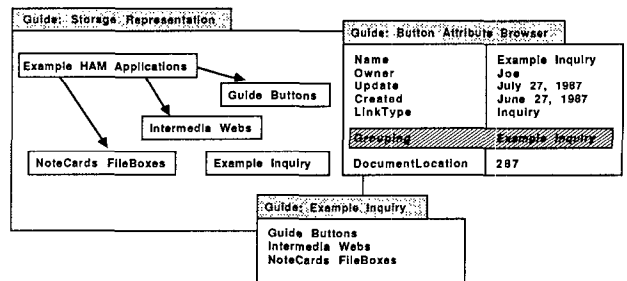 Guide: Storage Representation
Example HAM Applications
Guide Buttons
Intermedia Webs
NoteCards FileBoxes
Example Inquiry
Guide: Button Attribute Browser
Name Example Inquiry
Owner Joe
Update July 27, 1987
Created June 27, 1987
LinkType Inquiry
Grouping Example Inquiry
DocumentLocation 287
Guide: Example Inquiry
Guide Buttons
Intermedia Webs
NoteCards FileBoxes